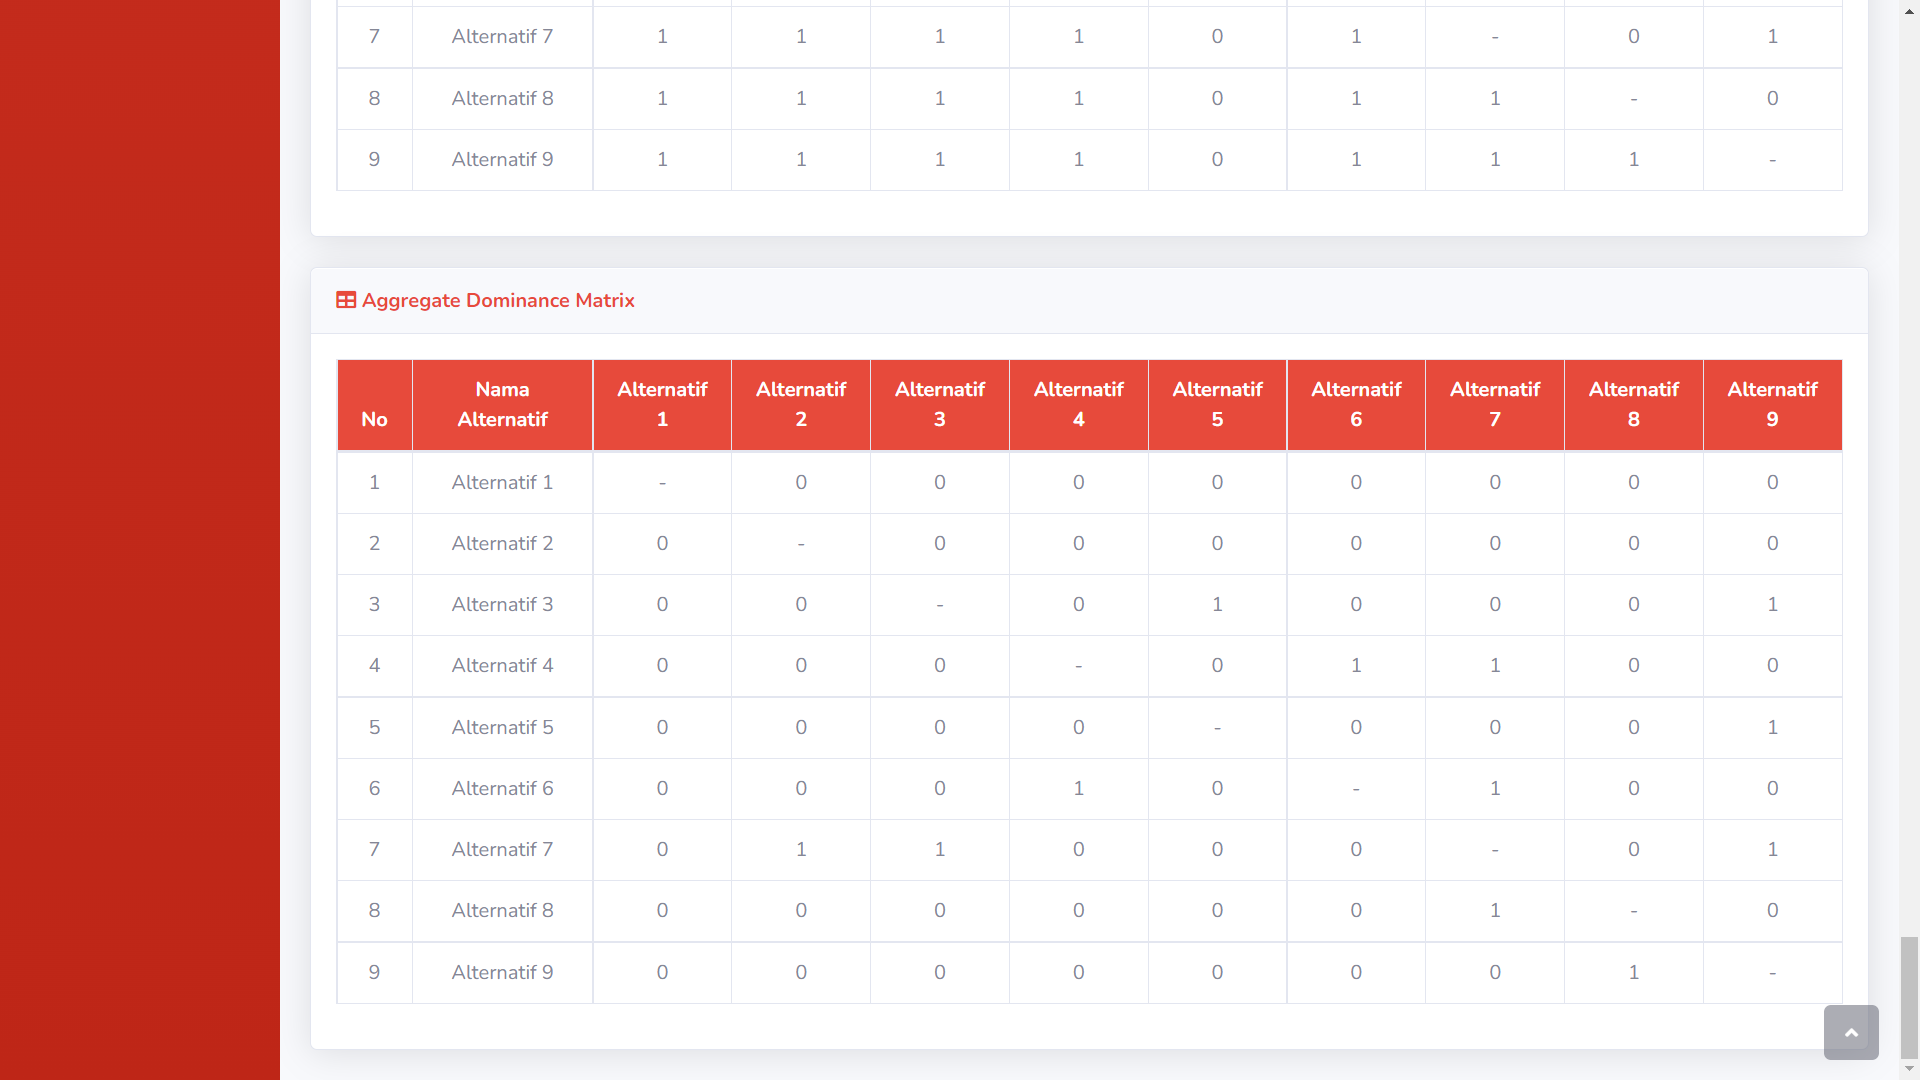 7 Alternatif 7 1 1 1 1 0 1 - 0 1
8 Alternatif 8 1 1 1 1 0 1 1 - 0
9 Alternatif 9 1 1 1 1 0 1 1 1 -
Aggregate Dominance Matrix
No Nama Alternatif Alternatif 1 Alternatif 2 Alternatif 3 Alternatif 4 Alternatif 5 Alternatif 6 Alternatif 7 Alternatif 8 Alternatif 9
1 Alternatif 1 - 0 0 0 0 0 0 0 0
2 Alternatif 2 0 - 0 0 0 0 0 0 0
3 Alternatif 3 0 0 - 0 1 0 0 0 1
4 Alternatif 4 0 0 0 - 0 1 1 0 0
5 Alternatif 5 0 0 0 0 - 0 0 0 1
6 Alternatif 6 0 0 0 1 0 - 1 0 0
7 Alternatif 7 0 1 1 0 0 0 - 0 1
8 Alternatif 8 0 0 0 0 0 0 1 - 0
9 Alternatif 9 0 0 0 0 0 0 0 1 -